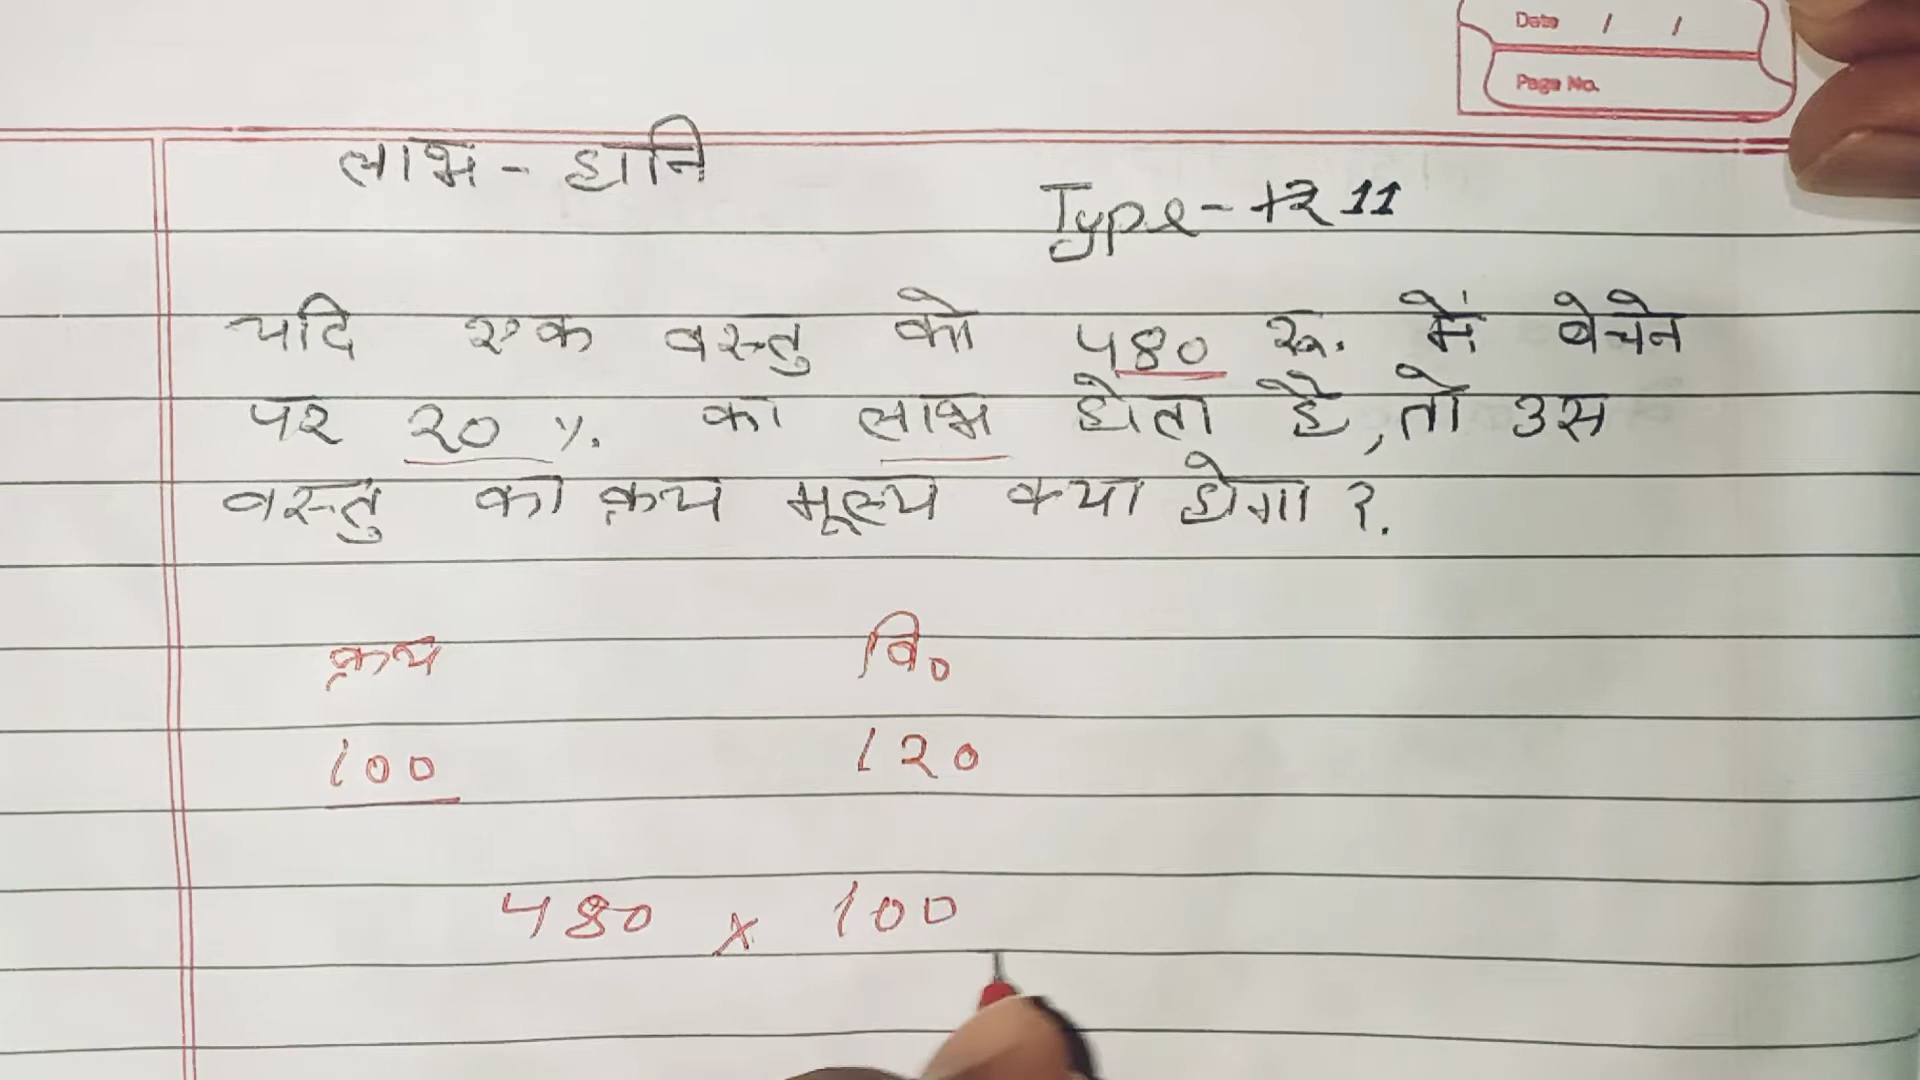 Date / /
Page No.
लाभ - हानि
Type - 12 11
यदि एक वस्तु को 480 रू. में बेचने
पर 20 %. का लाभ होता है, तो उस
वस्तु का क्रय मूल्य क्या होगा ?.
क्रय वि०
100 120
480 x 100